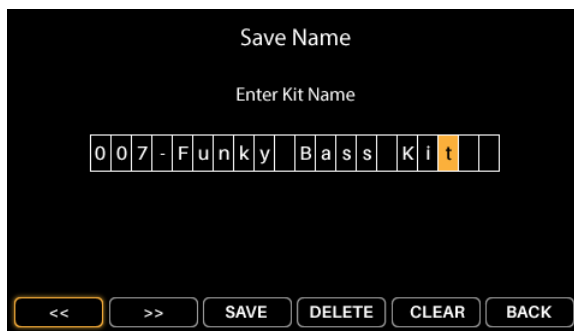 Save Name
Enter Kit Name
007-Funky Bass Kit
<< >> SAVE DELETE CLEAR BACK